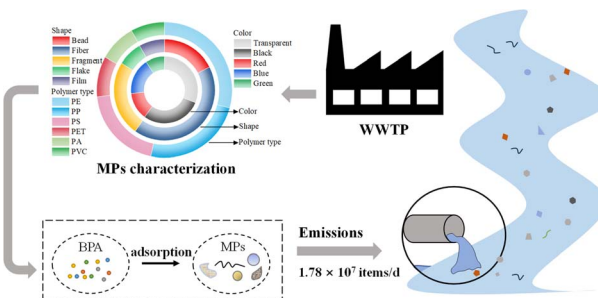 Shape
Bead
Fiber
Fragment
Flake
Film
Polymer type
PE
PP
PS
PET
PA
PVC
Color
Transparent
Black
Red
Blue
Green
Color
Shape
Polymer type
MPs characterization
WWTP
BPA
adsorption
MPs
Emissions
1.78 × 10⁷ items/d